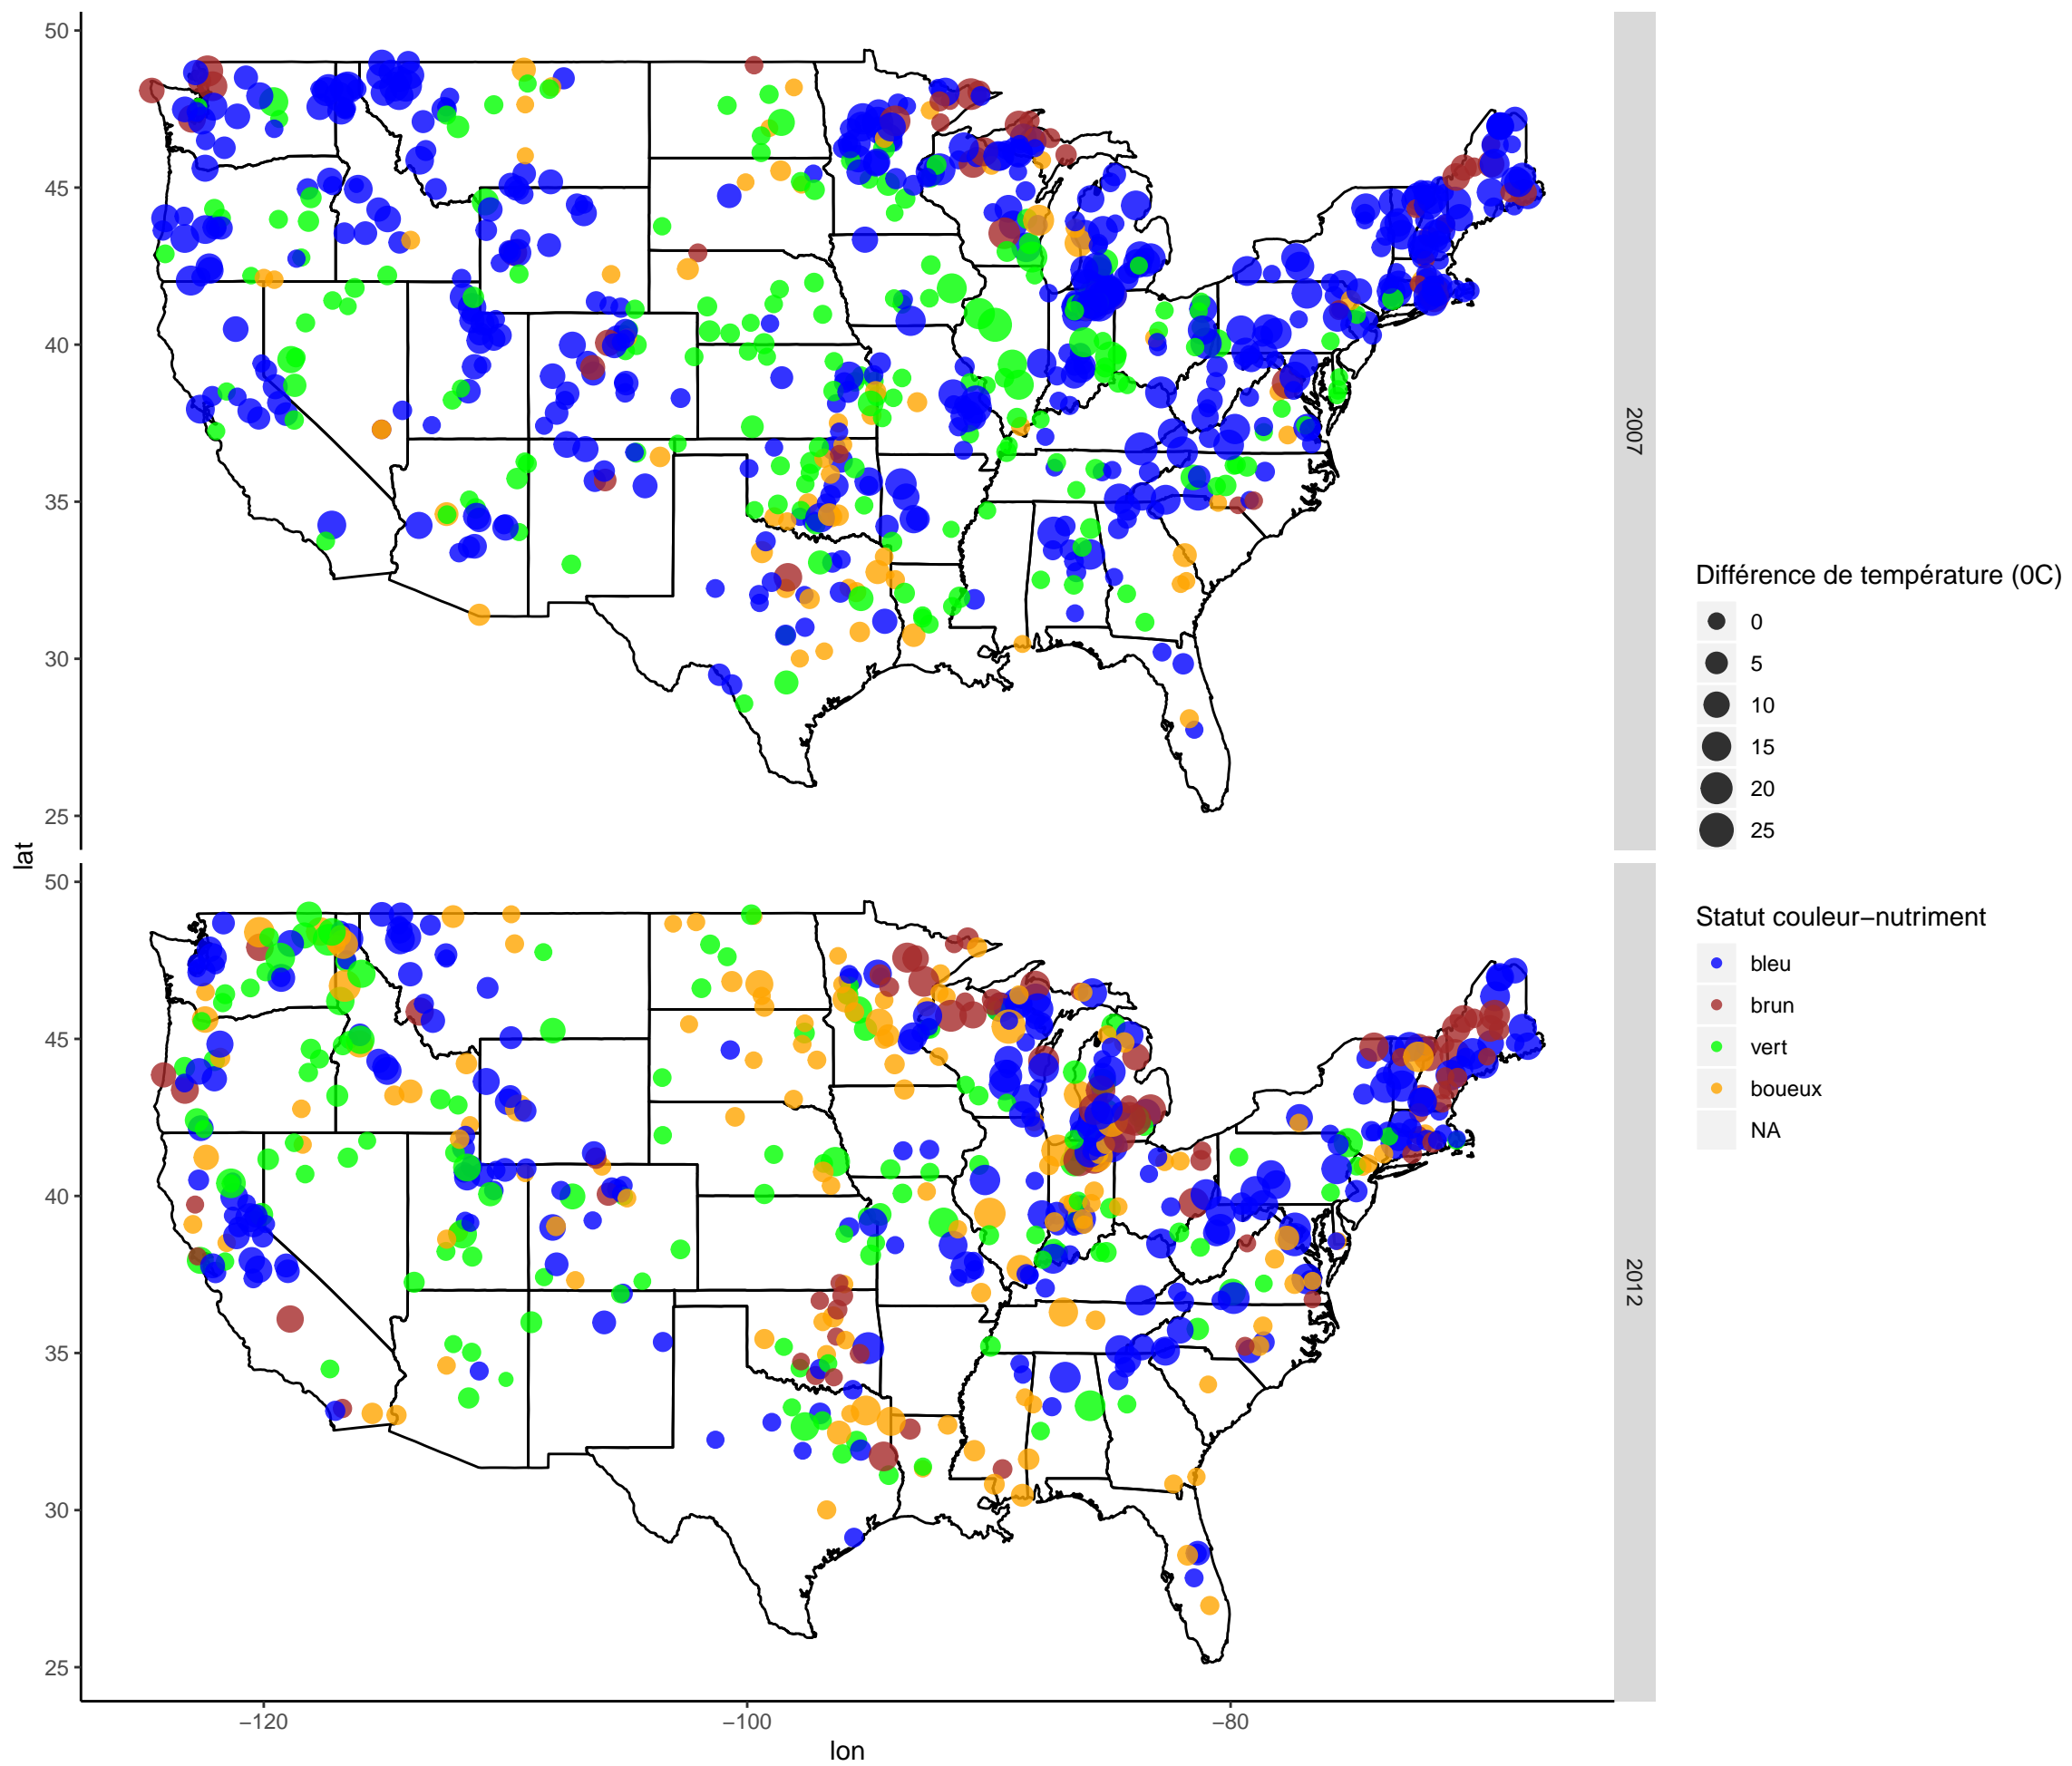 50
45
40
35
30
25
2007
lat
50
45
40
35
30
25
2012
−120
−100
−80
lon
Différence de température (0C)
0
5
10
15
20
25
Statut couleur−nutriment
bleu
brun
vert
boueux
NA